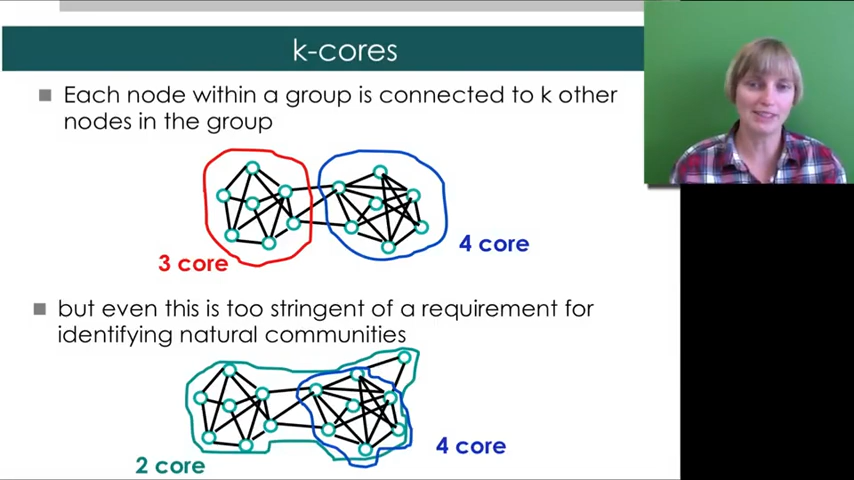 k-cores
Each node within a group is connected to k other
nodes in the group
3 core
4 core
but even this is too stringent of a requirement for
identifying natural communities
2 core
4 core